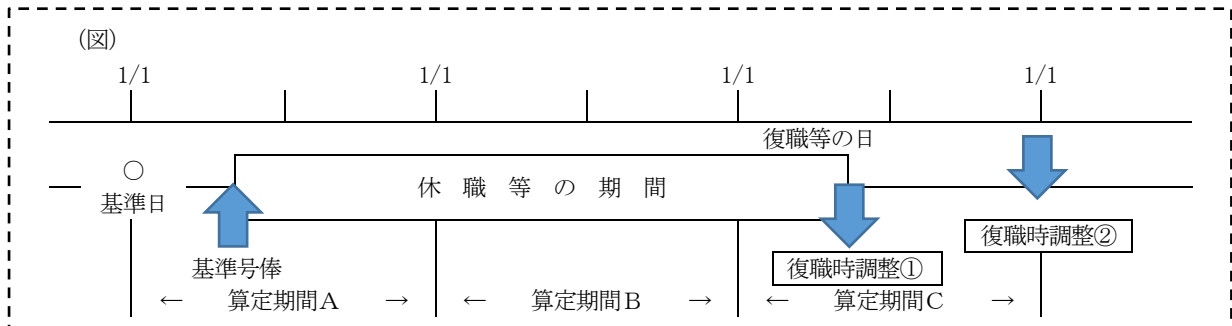 (図)
1/1 1/1 1/1 1/1
復職等の日
○
基準日
休 職 等 の 期 間
復職時調整②
基準号俸
復職時調整①
← 算定期間A → ← 算定期間B → ← 算定期間C →